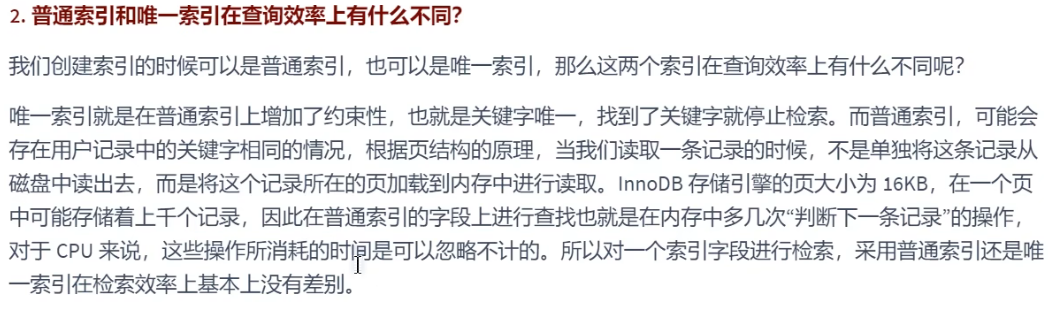 2. 普通索引和唯一索引在查询效率上有什么不同？
我们创建索引的时候可以是普通索引，也可以是唯一索引，那么这两个索引在查询效率上有什么不同呢？
唯一索引就是在普通索引上增加了约束性，也就是关键字唯一，找到了关键字就停止检索。而普通索引，可能会
存在用户记录中的关键字相同的情况，根据页结构的原理，当我们读取一条记录的时候，不是单独将这条记录从
磁盘中读出去，而是将这个记录所在的页加载到内存中进行读取。InnoDB 存储引擎的页大小为 16KB，在一个页
中可能存储着上千个记录，因此在普通索引的字段上进行查找也就是在内存中多几次“判断下一条记录”的操作，
对于 CPU 来说，这些操作所消耗的时间是可以忽略不计的。所以对一个索引字段进行检索，采用普通索引还是唯
一索引在检索效率上基本上没有差别。